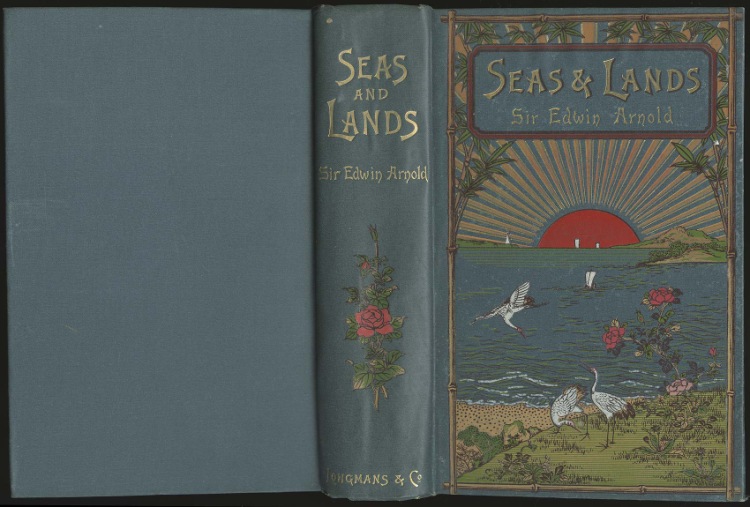 SEAS
AND
LANDS
Sir Edwin Arnold
LONGMANS & Co
SEAS & LANDS
Sir Edwin Arnold